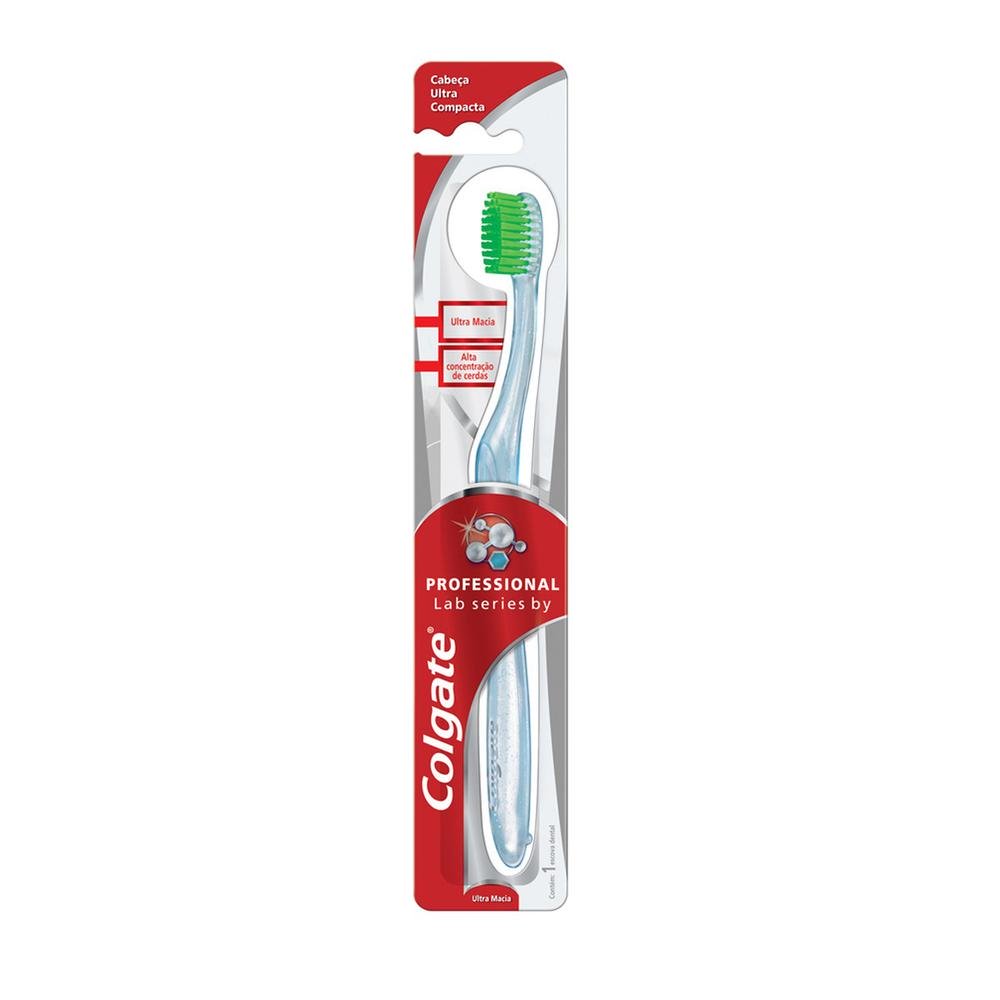 Cabeça
Ultra
Compacta
Ultra Macia
Alta
concentração
de cerdas
PROFESSIONAL
Lab series by
Colgate®
Colgate
Contém: 1 escova dental
Ultra Macia